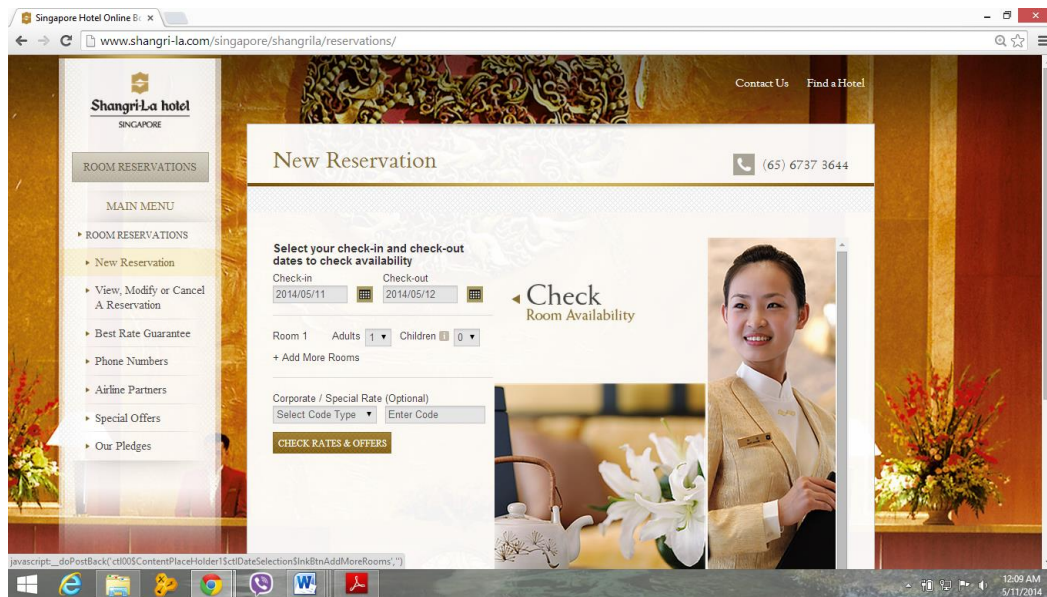 Singapore Hotel Online Bo
www.shangri-la.com/singapore/shangrila/reservations/
Shangri-La hotel
SINGAPORE
Contact Us Find a Hotel
ROOM RESERVATIONS
MAIN MENU
ROOM RESERVATIONS
New Reservation
View, Modify or Cancel
A Reservation
Best Rate Guarantee
Phone Numbers
Airline Partners
Special Offers
Our Pledges
New Reservation
(65) 6737 3644
Select your check-in and check-out
dates to check availability
Check-in Check-out
2014/05/11 2014/05/12
Room 1 Adults 1 Children 0
+ Add More Rooms
Corporate / Special Rate (Optional)
Select Code Type Enter Code
CHECK RATES & OFFERS
Check
Room Availability
javascript:__doPostBack('ctl00$ContentPlaceHolder1$ctlDateSelection$lnkBtnAddMoreRooms','')
12:09 AM
5/11/2014